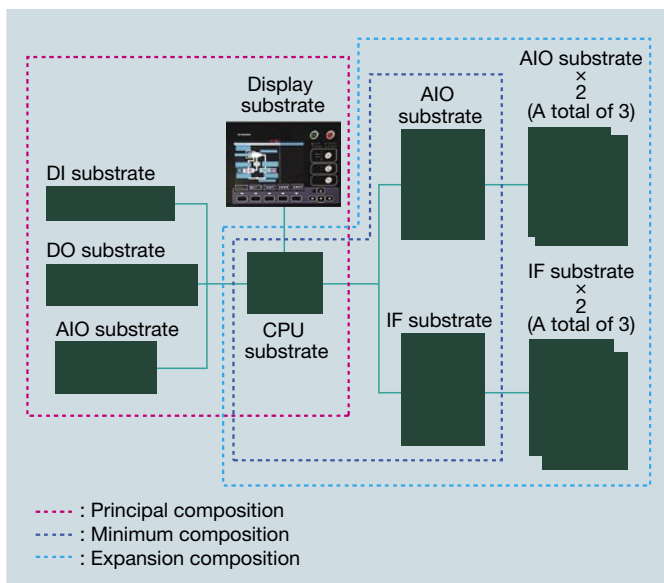 Display
substrate
AIO substrate
×
2
(A total of 3)
AIO
substrate
DI substrate
DO substrate
AIO substrate
CPU
substrate
IF substrate
IF substrate
×
2
(A total of 3)
: Principal composition
: Minimum composition
: Expansion composition